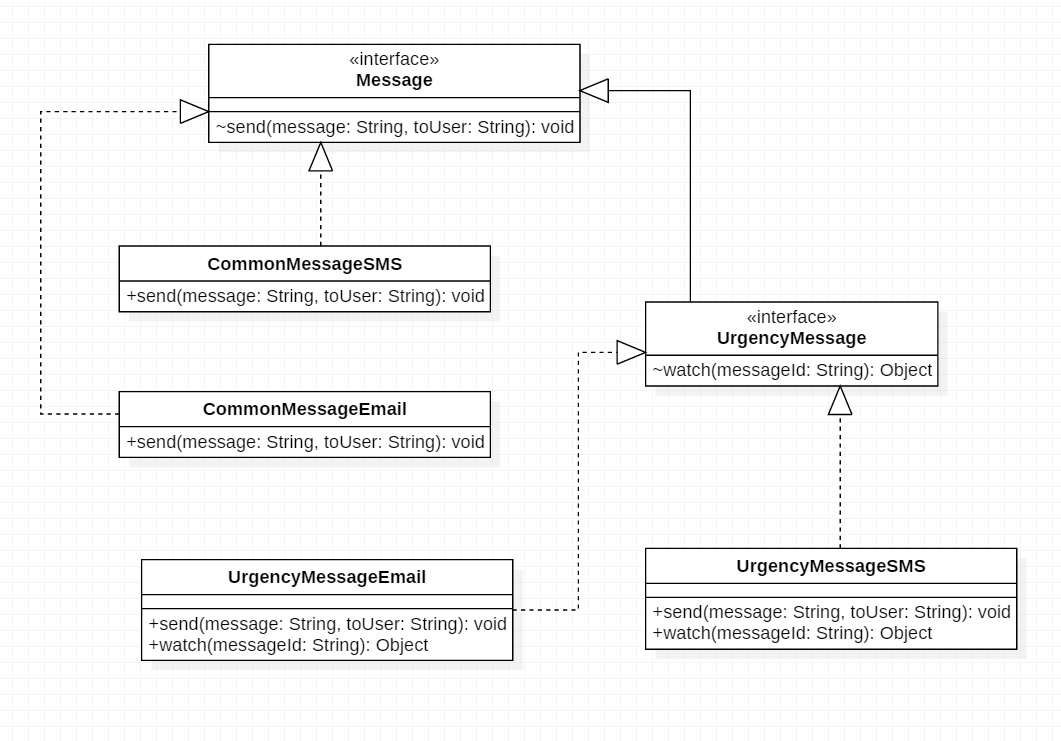 «interface»
Message
~send(message: String, toUser: String): void
CommonMessageSMS
+send(message: String, toUser: String): void
«interface»
UrgencyMessage
~watch(messageId: String): Object
CommonMessageEmail
+send(message: String, toUser: String): void
UrgencyMessageEmail
+send(message: String, toUser: String): void
+watch(messageId: String): Object
UrgencyMessageSMS
+send(message: String, toUser: String): void
+watch(messageId: String): Object